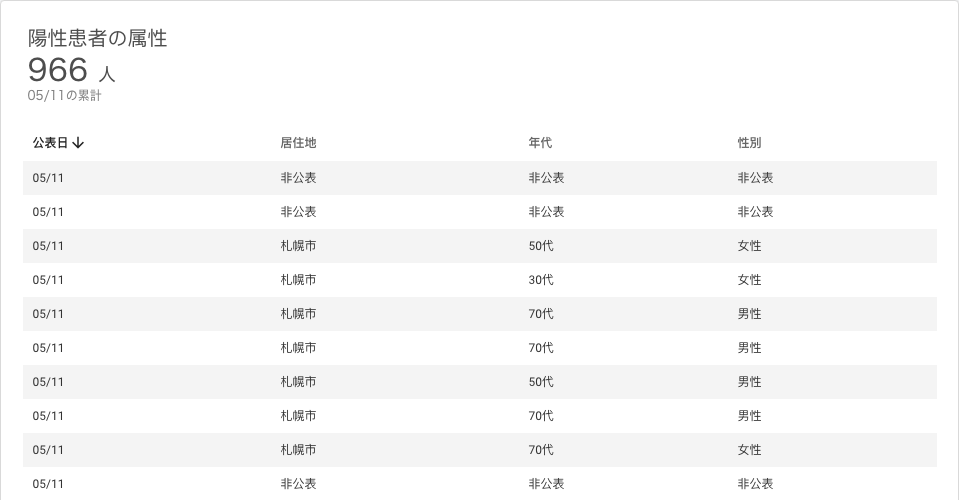 陽性患者の属性
966 人
05/11の累計
公表日↓ 居住地 年代 性別
05/11 非公表 非公表 非公表
05/11 非公表 非公表 非公表
05/11 札幌市 50代 女性
05/11 札幌市 30代 女性
05/11 札幌市 70代 男性
05/11 札幌市 70代 男性
05/11 札幌市 50代 男性
05/11 札幌市 70代 男性
05/11 札幌市 70代 女性
05/11 非公表 非公表 非公表